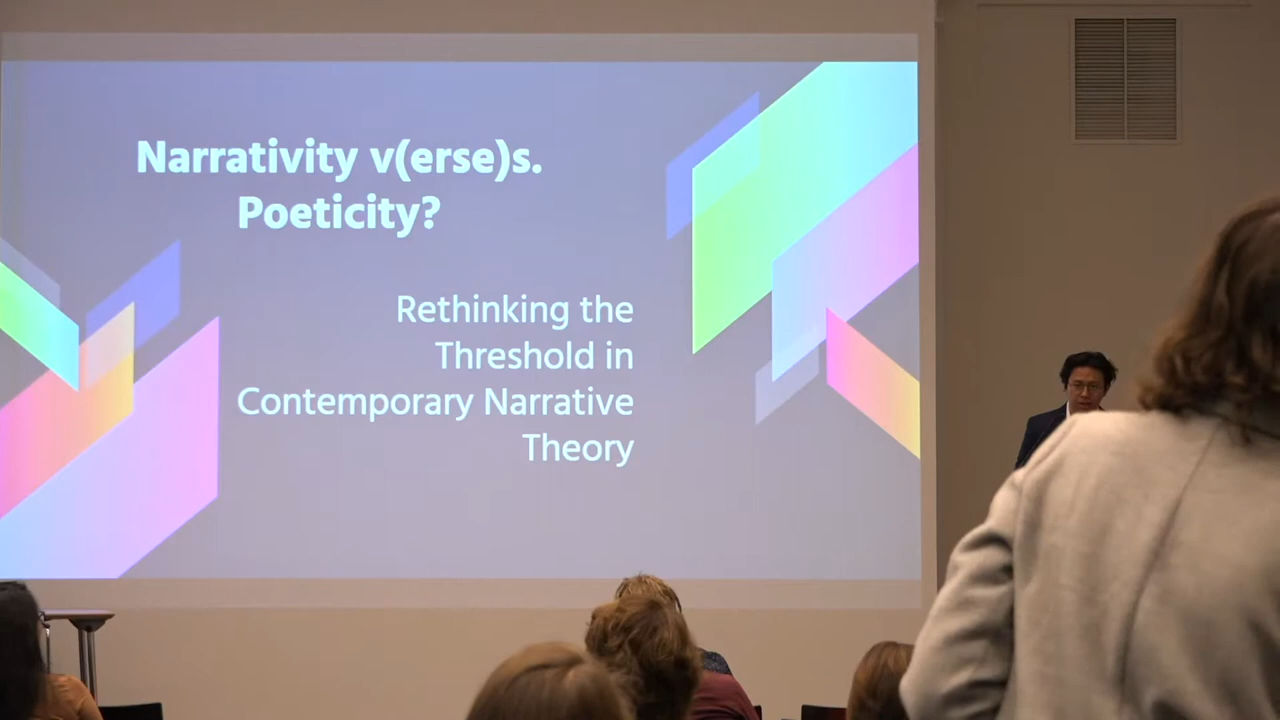 Narrativity v(erse)s.
Poeticity?
Rethinking the
Threshold in
Contemporary Narrative
Theory